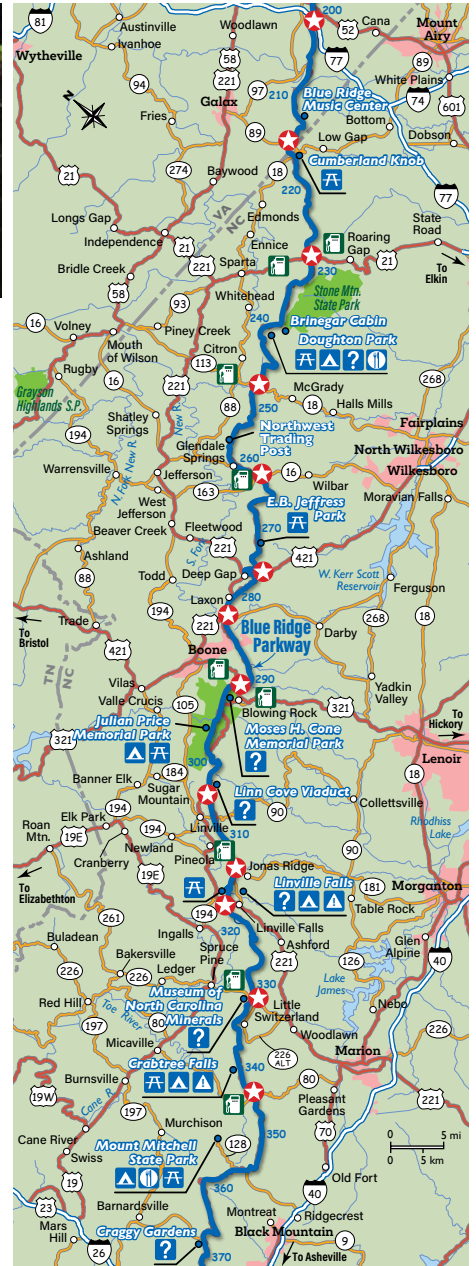 200
81
Austinville
Woodlawn
52
Cana
Mount
Airy
Ivanhoe
Wytheville
58
77
89
221
White Plains
94
97
210
Blue Ridge
Music Center
74
Galax
Fries
Bottom
601
N
89
Low Gap
Dobson
Cumberland Knob
274
18
Baywood
21
220
VA
NC
77
Longs Gap
Edmonds
Independence
Ennice
State
Road
21
Roaring
Gap
221
Sparta
230
21
Bridle Creek
To
Elkin
58
Whitehead
Stone Mtn.
State Park
93
240
16
Volney
Piney Creek
Brinegar Cabin
Mouth
of Wilson
Doughton Park
Citron
?
113
Rugby
16
221
McGrady
268
Grayson
Highlands S.P.
250
18
Halls Mills
88
Shatley
Springs
New R.
Fairplains
194
Northwest
Trading
Post
Glendale
Springs
North Wilkesboro
Wilkesboro
N. Fork New R.
260
Warrensville
Jefferson
16
Wilbar
163
Moravian Falls
West
Jefferson
E.B. Jeffress
Park
Beaver Creek
Fleetwood
270
S. Fork
Ashland
221
421
Deep Gap
W. Kerr Scott
Reservoir
88
Todd
Ferguson
280
194
Laxon
Trade
221
Darby
268
18
To
Bristol
Blue Ridge
Parkway
421
Boone
TN
NC
290
Yadkin
Valley
Vilas
321
Valle Crucis
105
Blowing Rock
To
Hickory
Julian Price
Memorial Park
Moses H. Cone
Memorial Park
321
?
Lenoir
300
18
184
Banner Elk
Linn Cove Viaduct
Sugar
Mountain
?
Collettsville
194
90
Elk Park
Rhodhiss
Lake
Roan
Mtn.
19E
194
Linville
310
Newland
90
Cranberry
Pineola
19E
Jonas Ridge
To
Elizabethton
Linville Falls
181
Morganton
?
194
Table Rock
261
320
Linville Falls
Buladean
Ingalls
Ashford
Glen
Alpine
Spruce
Pine
221
40
Bakersville
226
226
Ledger
126
330
Lake
James
Museum of
North Carolina
Minerals
Red Hill
Toe River
Little
Switzerland
Nebo
?
197
80
Woodlawn
226
Micaville
226
ALT
Marion
Crabtree Falls
340
19W
Burnsville
80
Cane R.
Pleasant
Gardens
221
197
Murchison
350
Cane River
70
0
5 mi
Mount Mitchell
State Park
128
Swiss
0
5 km
19
Old Fort
360
23
40
Barnardsville
Mars
Hill
Montreat
Ridgecrest
Black Mountain
Craggy Gardens
9
26
?
370
To Asheville